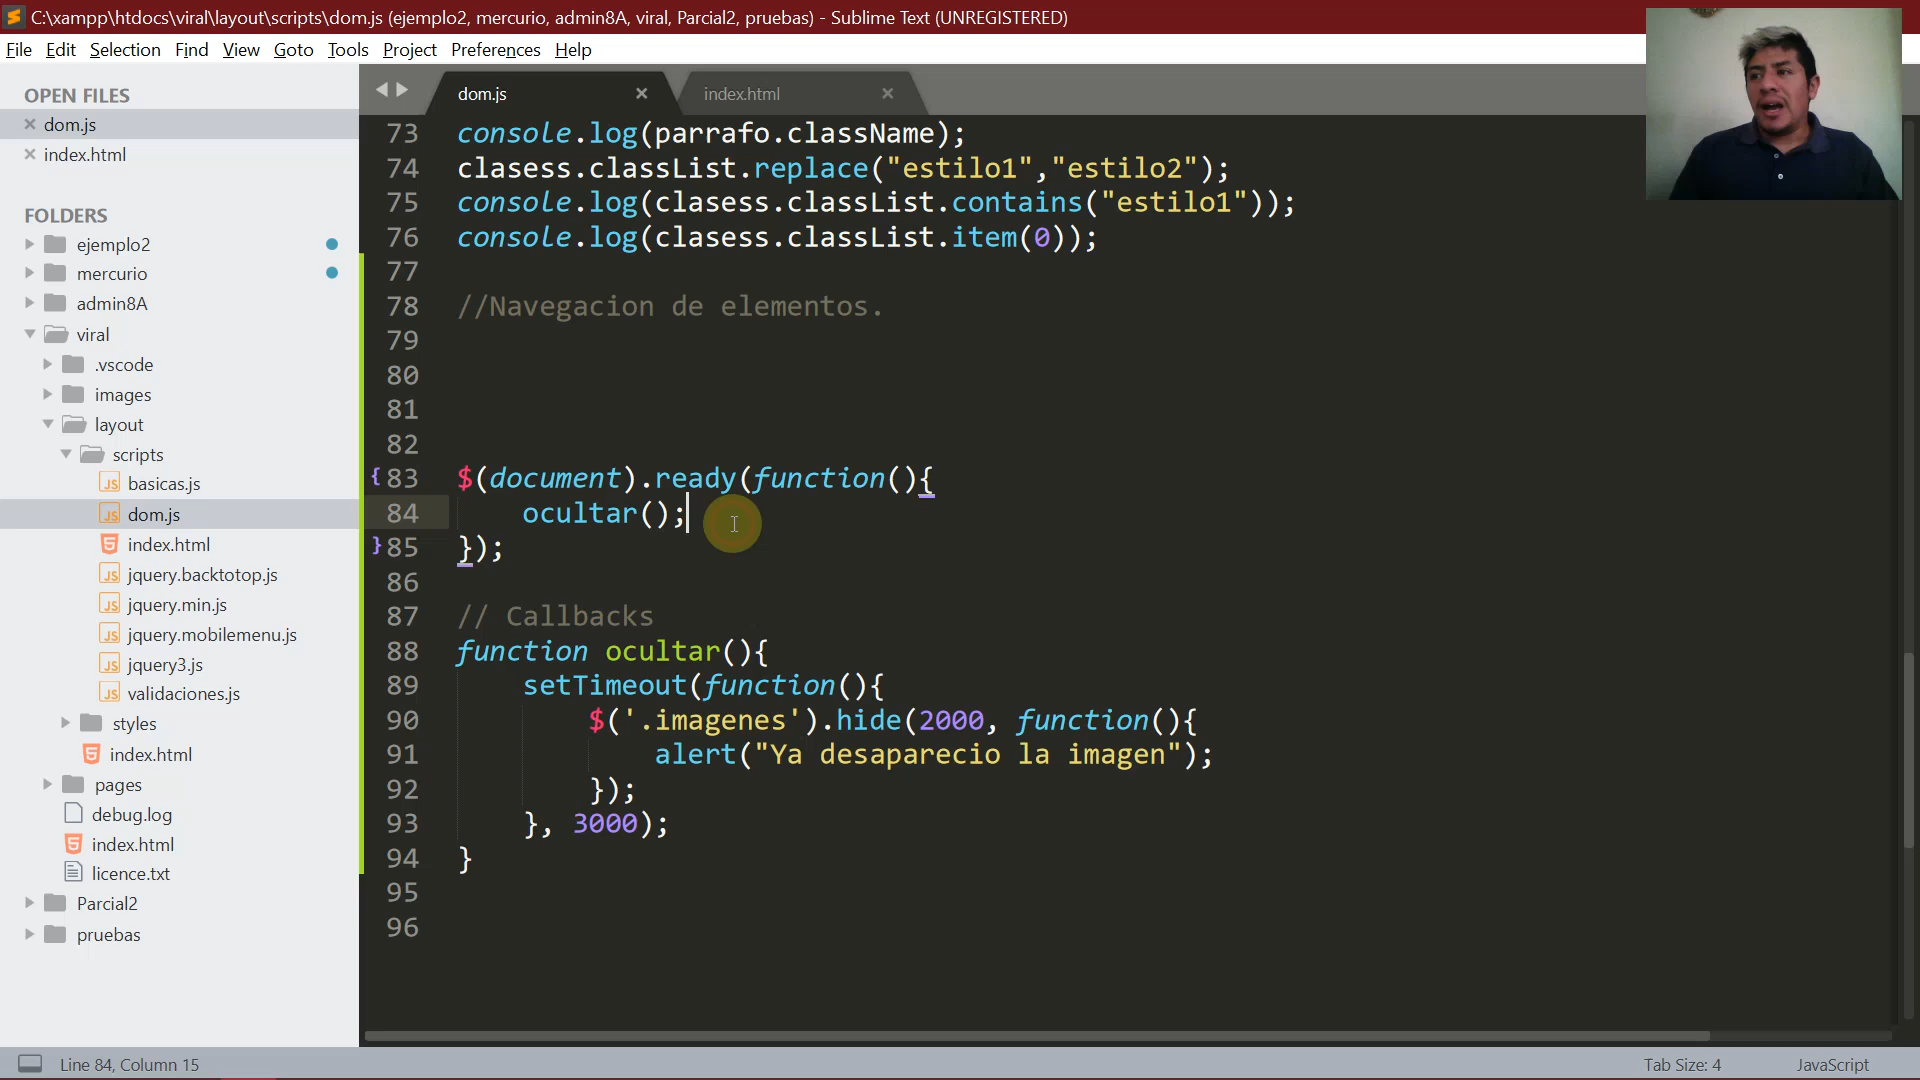 C:\xampp\htdocs\viral\layout\scripts\dom.js (ejemplo2, mercurio, admin8A, viral, Parcial2, pruebas) - Sublime Text (UNREGISTERED)
File Edit Selection Find View Goto Tools Project Preferences Help
OPEN FILES
dom.js
index.html
FOLDERS
ejemplo2
mercurio
admin8A
viral
.vscode
images
layout
scripts
basicas.js
dom.js
index.html
jquery.backtotop.js
jquery.min.js
jquery.mobilemenu.js
jquery3.js
validaciones.js
styles
index.html
pages
debug.log
index.html
licence.txt
Parcial2
pruebas
dom.js index.html
73 console.log(parrafo.className);
74 clasess.classList.replace("estilo1","estilo2");
75 console.log(clasess.classList.contains("estilo1"));
76 console.log(clasess.classList.item(0));
77
78 //Navegacion de elementos.
79
80
81
82
83 $(document).ready(function(){
84 ocultar();
85 });
86
87 // Callbacks
88 function ocultar(){
89 setTimeout(function(){
90 $('.imagenes').hide(2000, function(){
91 alert("Ya desaparecio la imagen");
92 });
93 }, 3000);
94 }
95
96
Line 84, Column 15 Tab Size: 4 JavaScript